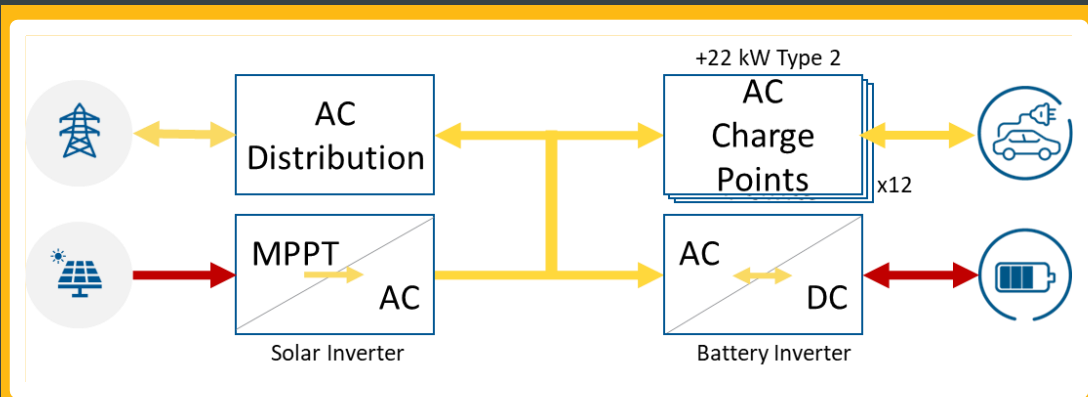 +22 kW Type 2
AC
Distribution
AC
Charge
Points
x12
MPPT
AC
Solar Inverter
AC
DC
Battery Inverter